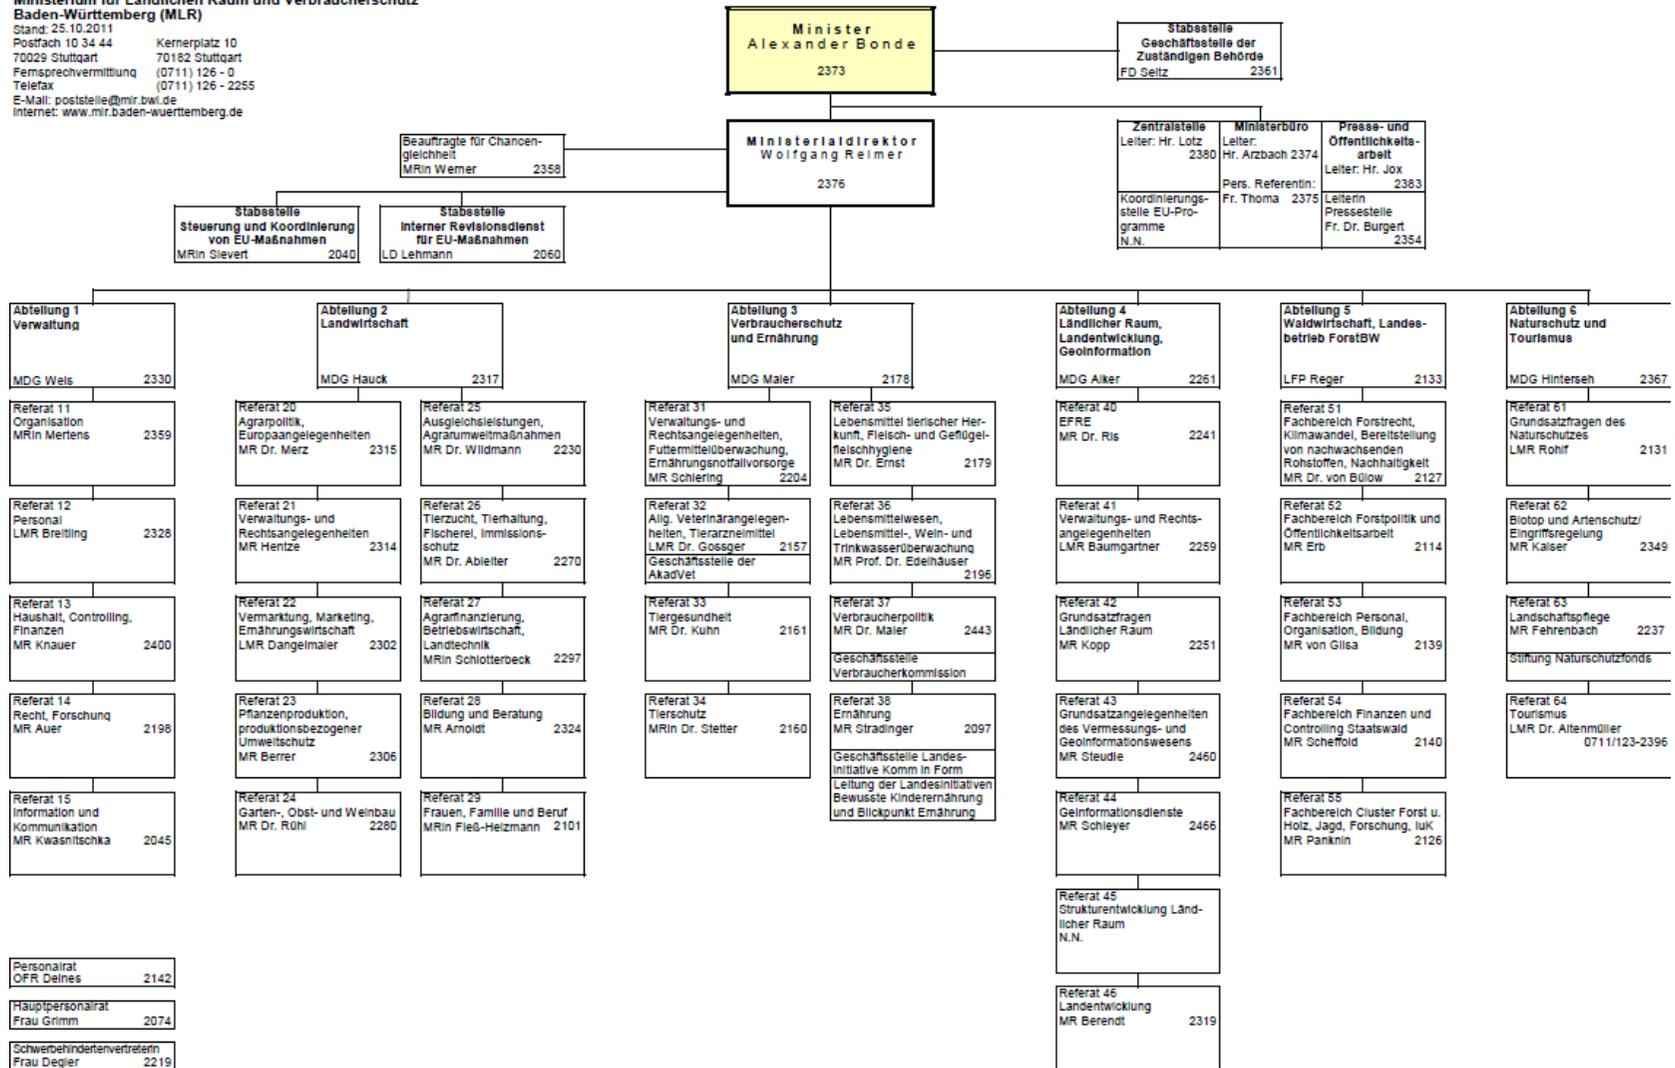 Ministerium für Ländlichen Raum und Verbraucherschutz
Baden-Württemberg (MLR)
Stand: 25.10.2011
Postfach 10 34 44 Kernerplatz 10
70029 Stuttgart 70182 Stuttgart
Fernsprechvermittlung (0711) 126 - 0
Telefax (0711) 126 - 2255
E-Mail: poststelle@mlr.bwl.de
Internet: www.mlr.baden-wuerttemberg.de
Minister
Alexander Bonde
2373
Stabsstelle
Geschäftsstelle der
Zuständigen Behörde
FD Seitz 2361
Beauftragte für Chancen-
gleichheit
MRin Werner 2358
Ministerialdirektor
Wolfgang Reimer
2376
Zentralstelle
Leiter: Hr. Lotz
2380
Koordinierungs-
stelle EU-Pro-
gramme
N.N.
Ministerbüro
Leiter:
Hr. Arzbach 2374
Pers. Referentin:
Fr. Thoma 2375
Presse- und
Öffentlichkeits-
arbeit
Leiter: Hr. Jox
2383
Leiterin
Pressestelle
Fr. Dr. Burgert
2354
Stabsstelle
Steuerung und Koordinierung
von EU-Maßnahmen
MRin Sievert 2040
Stabsstelle
Interner Revisionsdienst
für EU-Maßnahmen
LD Lehmann 2060
Abteilung 1
Verwaltung
MDG Weis 2330
Referat 11
Organisation
MRin Mertens 2359
Referat 12
Personal
LMR Breitling 2328
Referat 13
Haushalt, Controlling,
Finanzen
MR Knauer 2400
Referat 14
Recht, Forschung
MR Auer 2198
Referat 15
Information und
Kommunikation
MR Kwasnitschka 2045
Abteilung 2
Landwirtschaft
MDG Hauck 2317
Referat 20
Agrarpolitik,
Europaangelegenheiten
MR Dr. Merz 2315
Referat 21
Verwaltungs- und
Rechtsangelegenheiten
MR Hentze 2314
Referat 22
Vermarktung, Marketing,
Ernährungswirtschaft
LMR Dangelmaier 2302
Referat 23
Pflanzenproduktion,
produktionsbezogener
Umweltschutz
MR Berrer 2306
Referat 24
Garten-, Obst- und Weinbau
MR Dr. Rühl 2280
Referat 25
Ausgleichsleistungen,
Agrarumweltmaßnahmen
MR Dr. Wildmann 2230
Referat 26
Tierzucht, Tierhaltung,
Fischerei, Immissions-
schutz
MR Dr. Ableiter 2270
Referat 27
Agrarfinanzierung,
Betriebswirtschaft,
Landtechnik
MRin Schlotterbeck 2297
Referat 28
Bildung und Beratung
MR Arnoldt 2324
Referat 29
Frauen, Familie und Beruf
MRin Fieß-Heizmann 2101
Abteilung 3
Verbraucherschutz
und Ernährung
MDG Maier 2178
Referat 31
Verwaltungs- und
Rechtsangelegenheiten,
Futtermittelüberwachung,
Ernährungsnotfallvorsorge
MR Schiering 2204
Referat 32
Allg. Veterinärangelegen-
heiten, Tierarzneimittel
LMR Dr. Gossger 2157
Geschäftsstelle der
AkadVet
Referat 33
Tiergesundheit
MR Dr. Kuhn 2161
Referat 34
Tierschutz
MRin Dr. Stetter 2160
Referat 35
Lebensmittel tierischer Her-
kunft, Fleisch- und Geflügel-
fleischhygiene
MR Dr. Ernst 2179
Referat 36
Lebensmittelwesen,
Lebensmittel-, Wein- und
Trinkwasserüberwachung
MR Prof. Dr. Edelhäuser
2196
Referat 37
Verbraucherpolitik
MR Dr. Maier 2443
Geschäftsstelle
Verbraucherkommission
Referat 38
Ernährung
MR Stradinger 2097
Geschäftsstelle Landes-
initiative Komm in Form
Leitung der Landesinitiativen
Bewusste Kinderernährung
und Blickpunkt Ernährung
Abteilung 4
Ländlicher Raum,
Landentwicklung,
Geoinformation
MDG Alker 2261
Referat 40
EFRE
MR Dr. Ris 2241
Referat 41
Verwaltungs- und Rechts-
angelegenheiten
LMR Baumgartner 2259
Referat 42
Grundsatzfragen
Ländlicher Raum
MR Kopp 2251
Referat 43
Grundsatzangelegenheiten
des Vermessungs- und
Geoinformationswesens
MR Steudle 2460
Referat 44
Geinformationsdienste
MR Schleyer 2466
Referat 45
Strukturentwicklung Länd-
licher Raum
N.N.
Referat 46
Landentwicklung
MR Berendt 2319
Abteilung 5
Waldwirtschaft, Landes-
betrieb ForstBW
LFP Reger 2133
Referat 51
Fachbereich Forstrecht,
Klimawandel, Bereitstellung
von nachwachsenden
Rohstoffen, Nachhaltigkeit
MR Dr. von Bülow 2127
Referat 52
Fachbereich Forstpolitik und
Öffentlichkeitsarbeit
MR Erb 2114
Referat 53
Fachbereich Personal,
Organisation, Bildung
MR von Gilsa 2139
Referat 54
Fachbereich Finanzen und
Controlling Staatswald
MR Scheffold 2140
Referat 55
Fachbereich Cluster Forst u.
Holz, Jagd, Forschung, IuK
MR Panknin 2126
Abteilung 6
Naturschutz und
Tourismus
MDG Hinterseh 2367
Referat 61
Grundsatzfragen des
Naturschutzes
LMR Rohlf 2131
Referat 62
Biotop und Artenschutz/
Eingriffsregelung
MR Kaiser 2349
Referat 63
Landschaftspflege
MR Fehrenbach 2237
Stiftung Naturschutzfonds
Referat 64
Tourismus
LMR Dr. Altenmüller
0711/123-2396
Personalrat
OFR Deines 2142
Hauptpersonalrat
Frau Grimm 2074
Schwerbehindertenvertreterin
Frau Degler 2219